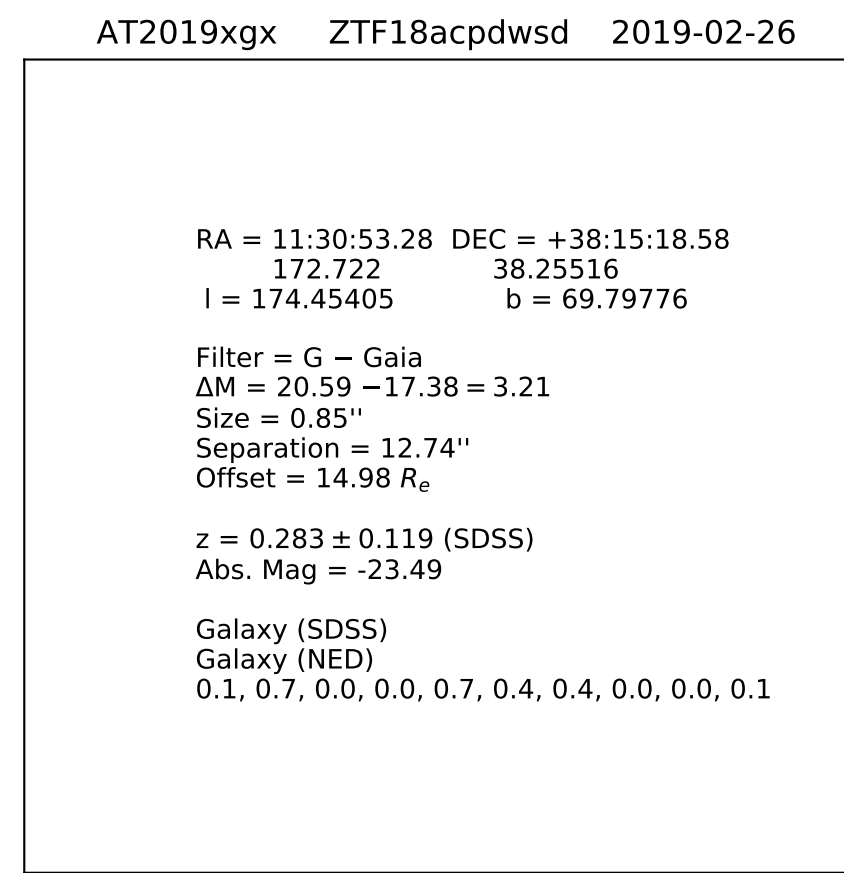 AT2019xgx ZTF18acpdwsd 2019-02-26
RA = 11:30:53.28 DEC = +38:15:18.58
172.722 38.25516
l = 174.45405 b = 69.79776
Filter = G − Gaia
ΔM = 20.59 −17.38 = 3.21
Size = 0.85''
Separation = 12.74''
Offset = 14.98 Rₑ
z = 0.283 ± 0.119 (SDSS)
Abs. Mag = -23.49
Galaxy (SDSS)
Galaxy (NED)
0.1, 0.7, 0.0, 0.0, 0.7, 0.4, 0.4, 0.0, 0.0, 0.1